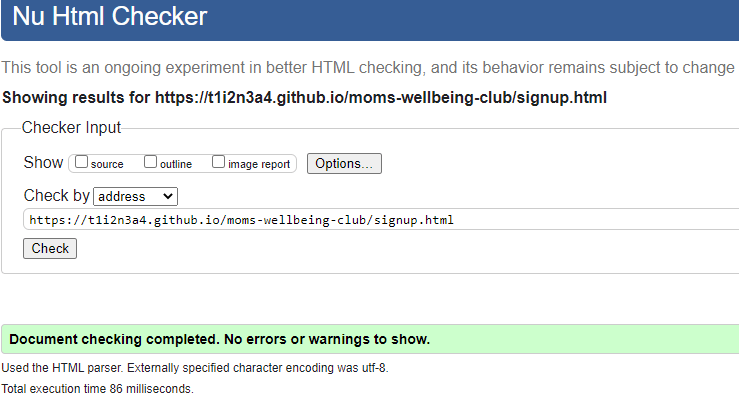 Nu Html Checker
This tool is an ongoing experiment in better HTML checking, and its behavior remains subject to change
Showing results for https://t1i2n3a4.github.io/moms-wellbeing-club/signup.html
Checker Input
Show source outline image report Options...
Check by address
https://t1i2n3a4.github.io/moms-wellbeing-club/signup.html
Check
Document checking completed. No errors or warnings to show.
Used the HTML parser. Externally specified character encoding was utf-8.
Total execution time 86 milliseconds.